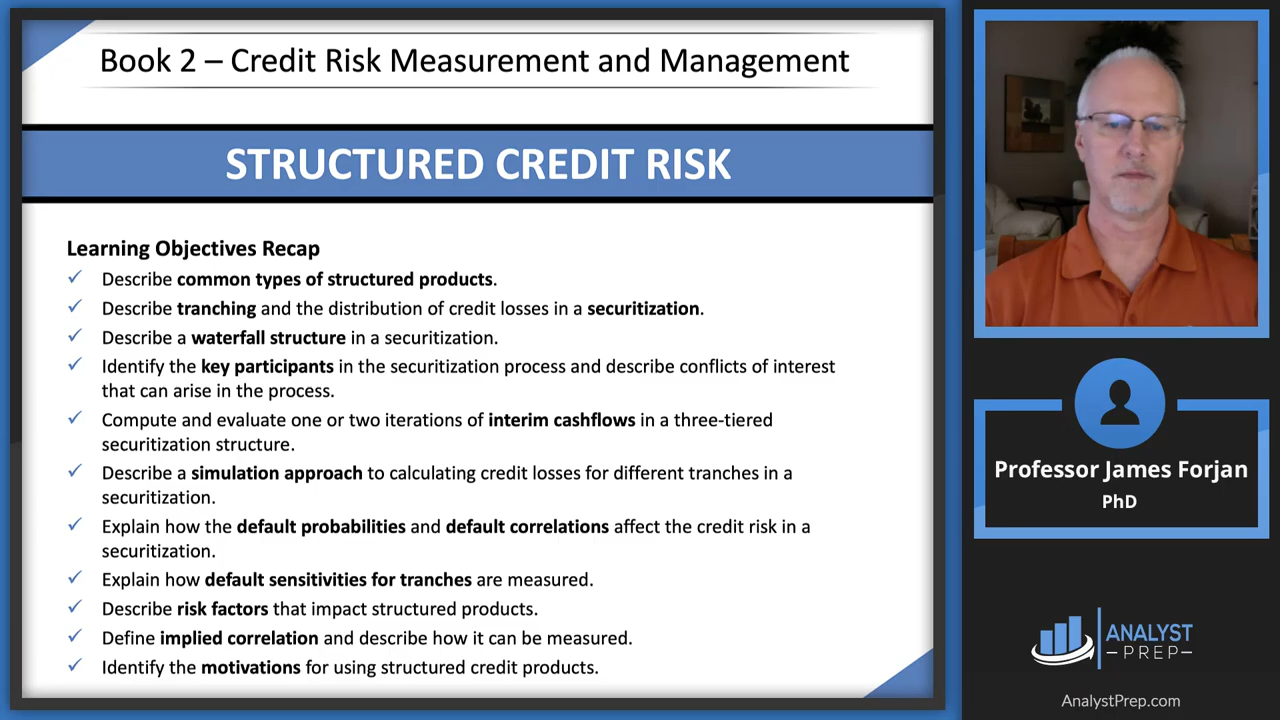 Book 2 – Credit Risk Measurement and Management
STRUCTURED CREDIT RISK
Learning Objectives Recap
✓ Describe common types of structured products.
✓ Describe tranching and the distribution of credit losses in a securitization.
✓ Describe a waterfall structure in a securitization.
✓ Identify the key participants in the securitization process and describe conflicts of interest
that can arise in the process.
✓ Compute and evaluate one or two iterations of interim cashflows in a three-tiered
securitization structure.
✓ Describe a simulation approach to calculating credit losses for different tranches in a
securitization.
✓ Explain how the default probabilities and default correlations affect the credit risk in a
securitization.
✓ Explain how default sensitivities for tranches are measured.
✓ Describe risk factors that impact structured products.
✓ Define implied correlation and describe how it can be measured.
✓ Identify the motivations for using structured credit products.
Professor James Forjan
PhD
ANALYST
–PREP–
AnalystPrep.com